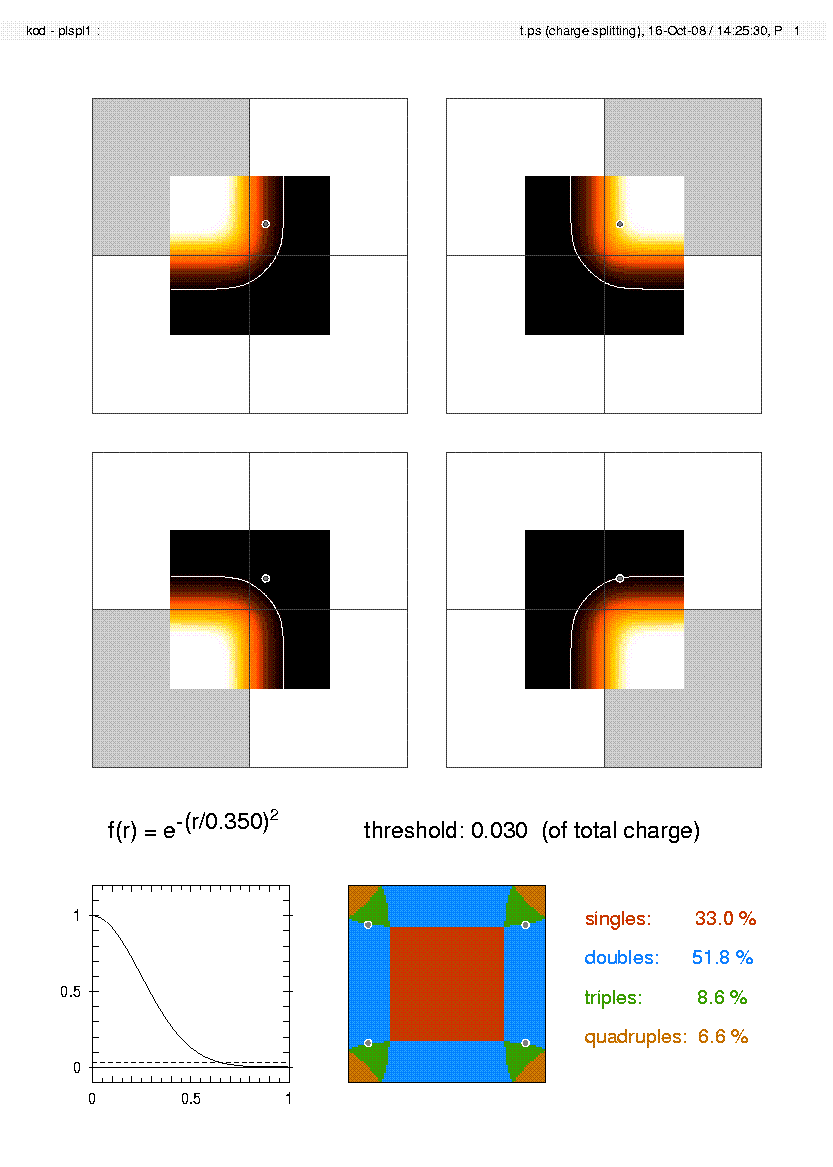 kod - plspl1 :
t.ps (charge splitting), 16-Oct-08 / 14:25:30, P 1
f(r) = e-(r/0.350)2
threshold: 0.030 (of total charge)
1
0.5
0
0 0.5 1
singles: 33.0 %
doubles: 51.8 %
triples: 8.6 %
quadruples: 6.6 %